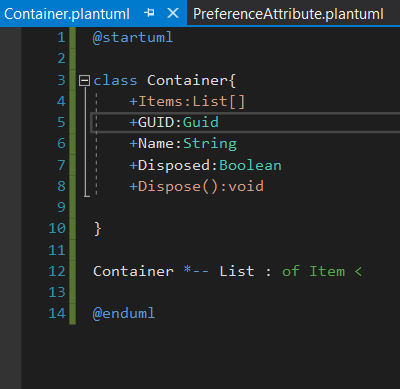 Container.plantuml PreferenceAttribute.plantuml
1 @startuml
2
3 class Container{
4 +Items:List[]
5 +GUID:Guid
6 +Name:String
7 +Disposed:Boolean
8 +Dispose():void
9
10 }
11
12 Container *-- List : of Item <
13
14 @enduml